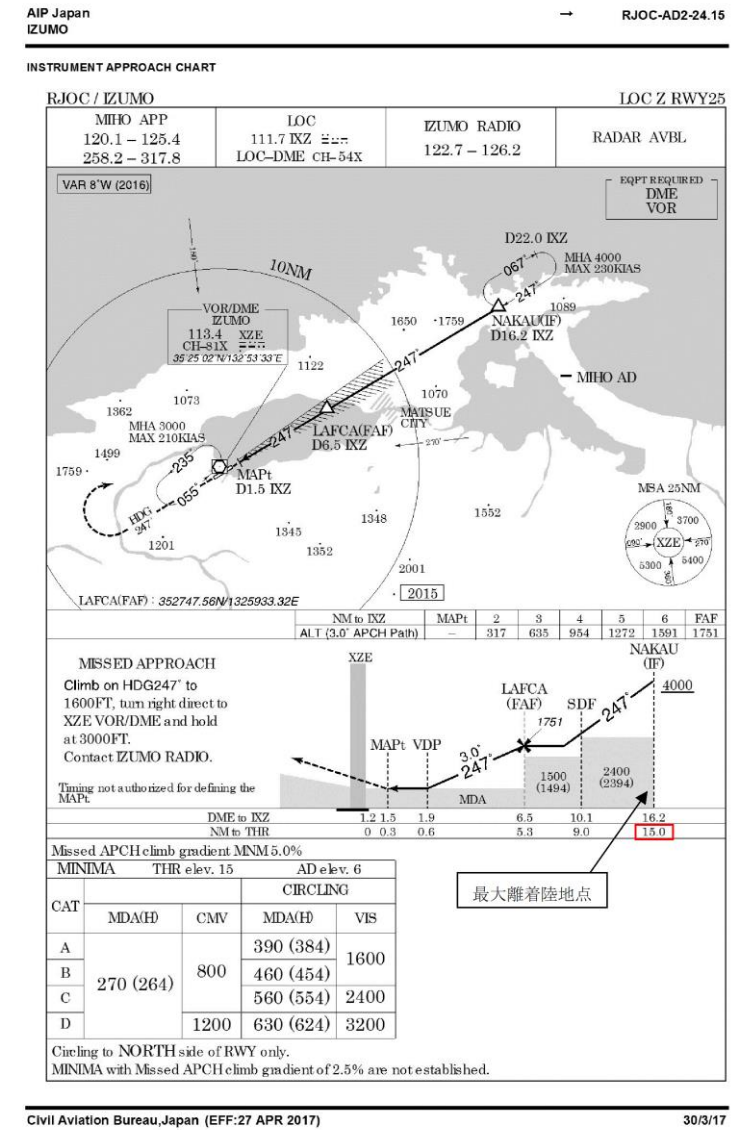 AIP Japan → RJOC-AD2-24.15
IZUMO
INSTRUMENT APPROACH CHART
RJOC / IZUMO LOC Z RWY25
MIHO APP
120.1 – 125.4
258.2 – 317.8
LOC
111.7 IXZ
LOC–DME CH–54X
IZUMO RADIO
122.7 – 126.2
RADAR AVBL
VAR 8°W (2016)
EQPT REQUIRED
DME
VOR
D22.0 IXZ
067°
MHA 4000
MAX 230KIAS
247°
10NM
180°
VOR/DME
IZUMO
113.4 XZE
CH–81X
35 25 02"N/132 53'33"E
1089
NAKAU(IF)
D16.2 IXZ
1650
1759
247°
1122
MIHO AD
1070
1073
1362
MATSUE
CITY
LAFCA(FAF)
D6.5 IXZ
MHA 3000
MAX 210KIAS
247°
270°
1499
1759
235°
055°
MAPt
D1.5 IXZ
HDG
247
1201
1345
1348
1352
1552
2001
2015
MSA 25NM
180°
2900
3700
090°
XZE
270°
5300
5400
360°
LAFCA(FAF) : 352747.56N/1325933.32E
NM to IXZ MAPt 2 3 4 5 6 FAF
ALT (3.0° APCH Path) – 317 635 954 1272 1591 1751
MISSED APPROACH
Climb on HDG247° to
1600FT, turn right direct to
XZE VOR/DME and hold
at 3000FT.
Contact IZUMO RADIO.
Timing not authorized for defining the
MAPt.
XZE
NAKAU
(IF)
4000
LAFCA
(FAF)
SDF
247°
1751
MAPt VDP
3.0°
247°
1500
(1494)
2400
(2394)
MDA
DME to IXZ 1.2 1.5 1.9 6.5 10.1 16.2
NM to THR 0 0.3 0.6 5.3 9.0 15.0
最大離着陸地点
Missed APCH climb gradient MNM 5.0%
MINIMA THR elev. 15 AD elev. 6
CAT
CIRCLING
MDA(H) CMV MDA(H) VIS
A 270 (264) 800 390 (384) 1600
B 460 (454)
C 560 (554) 2400
D 1200 630 (624) 3200
Circling to NORTH side of RWY only.
MINIMA with Missed APCH climb gradient of 2.5% are not established.
Civil Aviation Bureau,Japan (EFF:27 APR 2017) 30/3/17